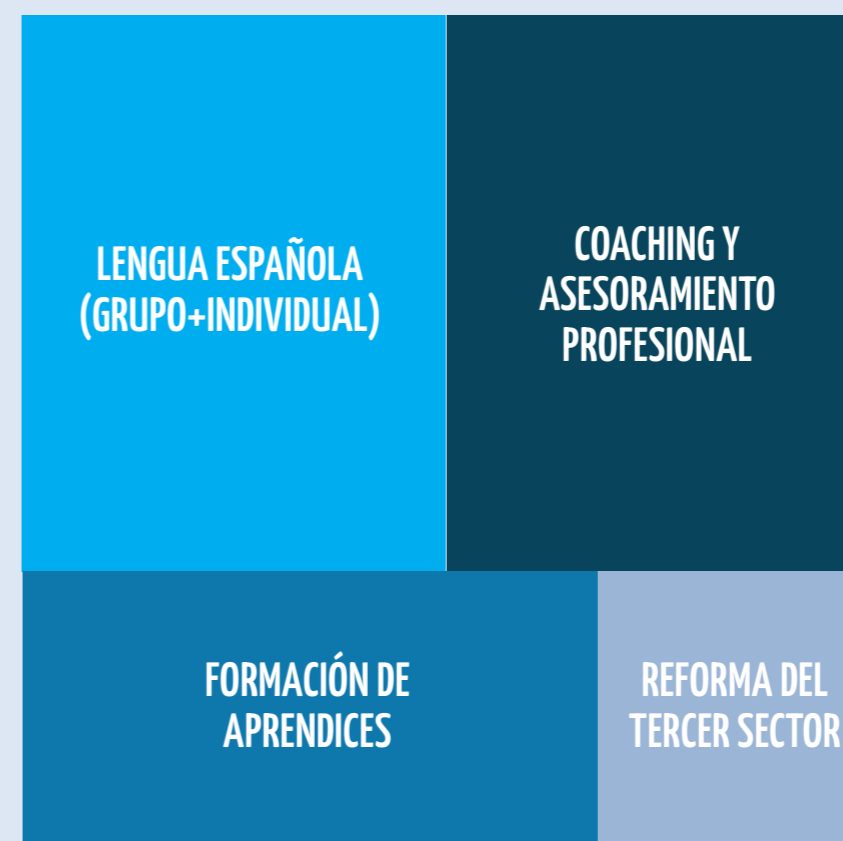 LENGUA ESPAÑOLA
(GRUPO+INDIVIDUAL)
COACHING Y
ASESORAMIENTO
PROFESIONAL
FORMACIÓN DE
APRENDICES
REFORMA DEL
TERCER SECTOR